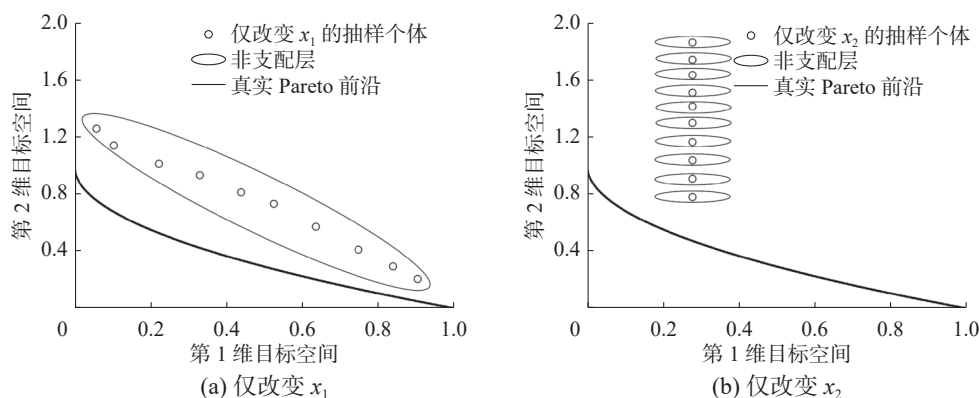 2.0
1.6
1.2
0.8
0.4
0
0.2
0.4
0.6
0.8
1.0
第 2 维目标空间
第 1 维目标空间
仅改变 x₁ 的抽样个体
非支配层
真实 Pareto 前沿
(a) 仅改变 x₁
2.0
1.6
1.2
0.8
0.4
0
0.2
0.4
0.6
0.8
1.0
第 2 维目标空间
第 1 维目标空间
仅改变 x₂ 的抽样个体
非支配层
真实 Pareto 前沿
(b) 仅改变 x₂